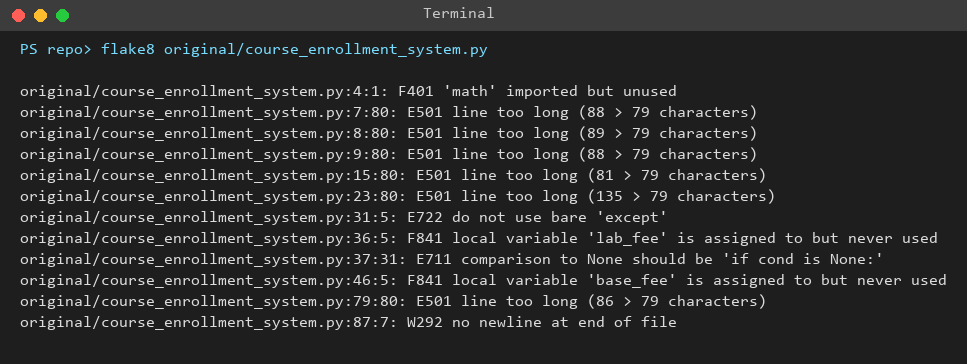 Terminal
PS repo> flake8 original/course_enrollment_system.py
original/course_enrollment_system.py:4:1: F401 'math' imported but unused
original/course_enrollment_system.py:7:80: E501 line too long (88 > 79 characters)
original/course_enrollment_system.py:8:80: E501 line too long (89 > 79 characters)
original/course_enrollment_system.py:9:80: E501 line too long (88 > 79 characters)
original/course_enrollment_system.py:15:80: E501 line too long (81 > 79 characters)
original/course_enrollment_system.py:23:80: E501 line too long (135 > 79 characters)
original/course_enrollment_system.py:31:5: E722 do not use bare 'except'
original/course_enrollment_system.py:36:5: F841 local variable 'lab_fee' is assigned to but never used
original/course_enrollment_system.py:37:31: E711 comparison to None should be 'if cond is None:'
original/course_enrollment_system.py:46:5: F841 local variable 'base_fee' is assigned to but never used
original/course_enrollment_system.py:79:80: E501 line too long (86 > 79 characters)
original/course_enrollment_system.py:87:7: W292 no newline at end of file